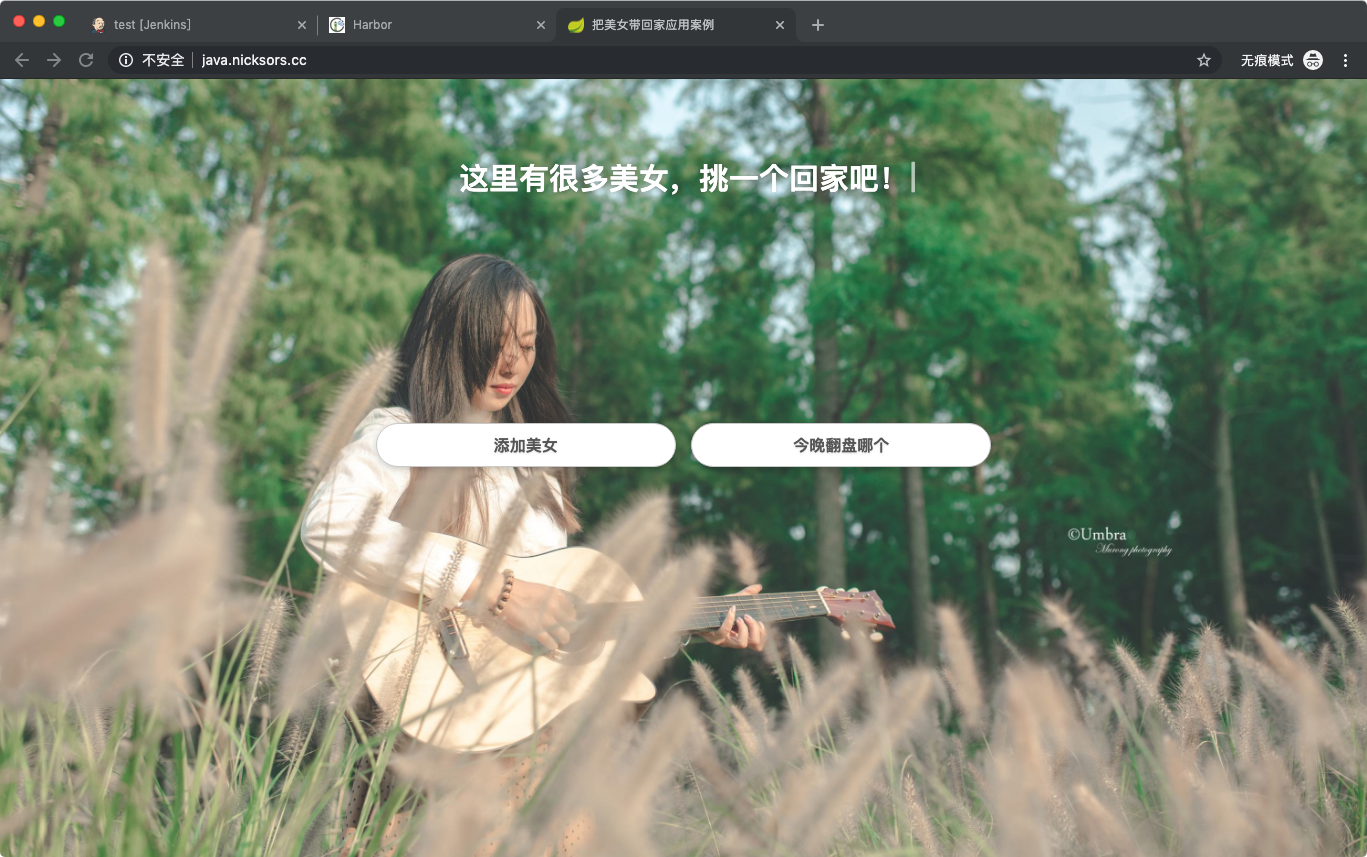 test [Jenkins]
Harbor
把美女带回家应用案例
不安全
java.nicksors.cc
无痕模式
这里有很多美女，挑一个回家吧！
添加美女
今晚翻盘哪个
©Umbra
Murong photography